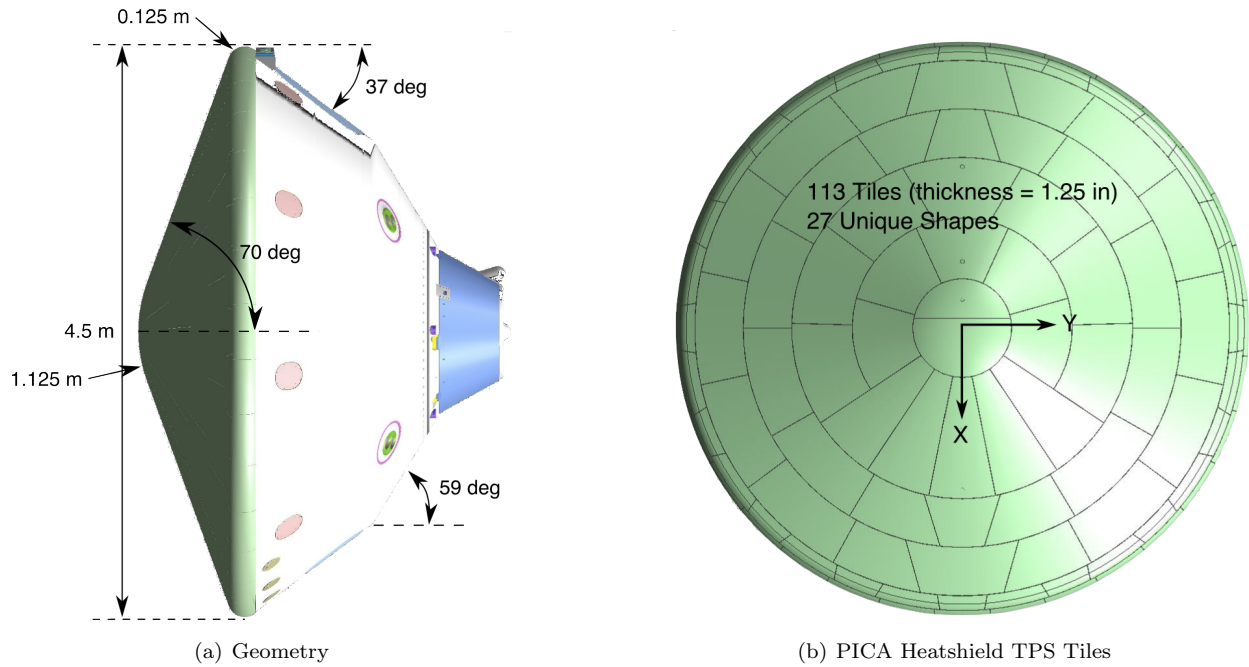 0.125 m
37 deg
70 deg
4.5 m
1.125 m
59 deg
(a) Geometry
113 Tiles (thickness = 1.25 in)
27 Unique Shapes
Y
X
(b) PICA Heatshield TPS Tiles